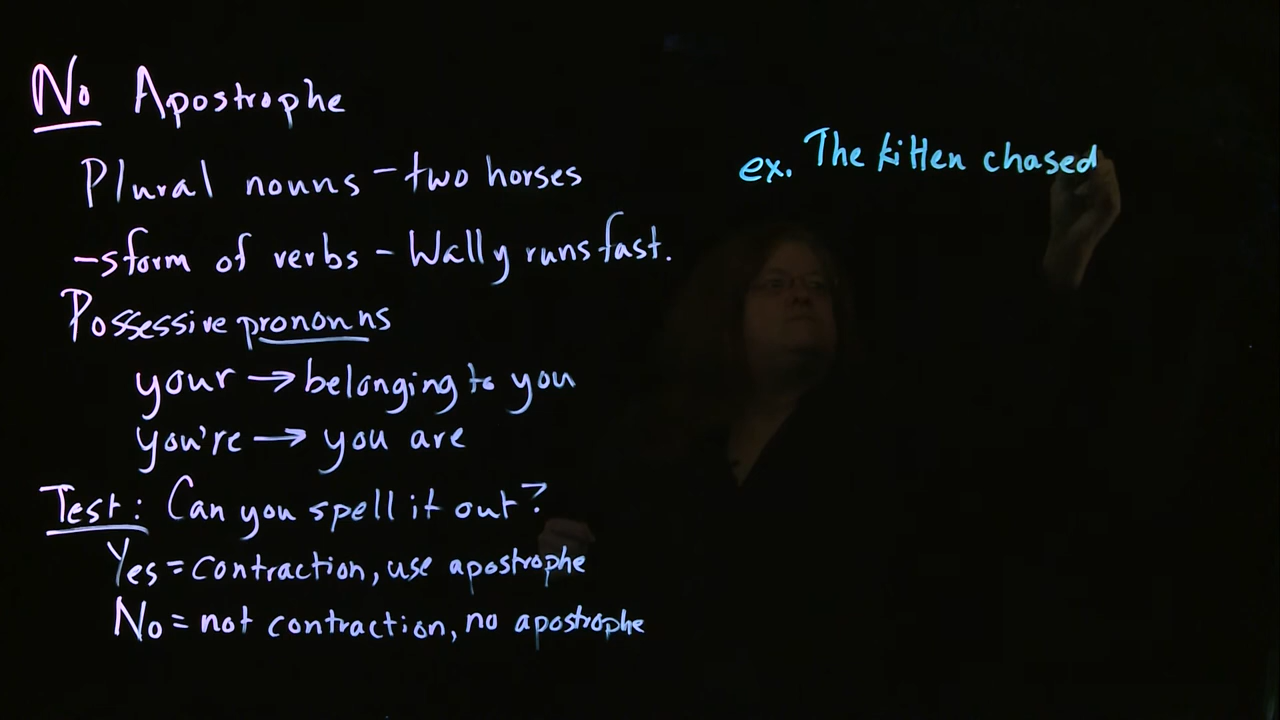 No Apostrophe
Plural nouns - two horses
-s form of verbs - Wally runs fast.
Possessive pronouns
your → belonging to you
you're → you are
Test: Can you spell it out?
Yes = contraction, use apostrophe
No = not contraction, no apostrophe
ex. The kitten chased